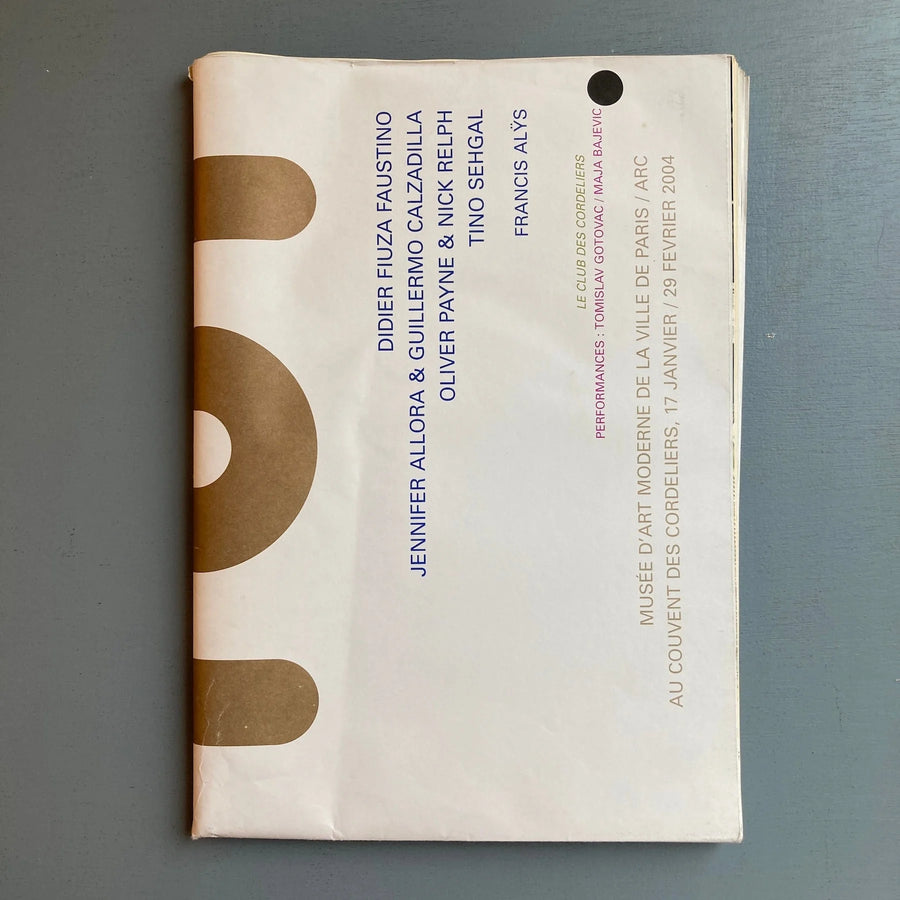 DIDIER FIUZA FAUSTINO
JENNIFER ALLORA & GUILLERMO CALZADILLA
OLIVER PAYNE & NICK RELPH
TINO SEHGAL
FRANCIS ALŸS
LE CLUB DES CORDELIERS
PERFORMANCES : TOMISLAV GOTOVAC / MAJA BAJEVIC
MUSÉE D'ART MODERNE DE LA VILLE DE PARIS / ARC
AU COUVENT DES CORDELIERS, 17 JANVIER / 29 FEVRIER 2004